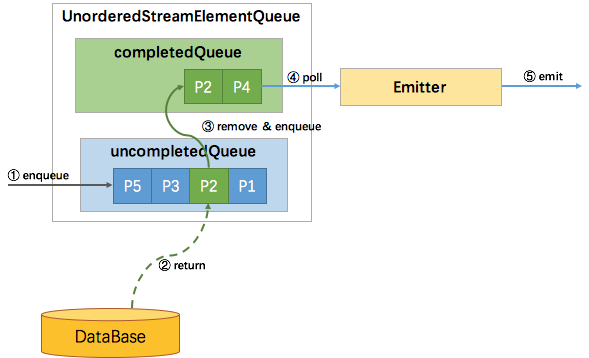 UnorderedStreamElementQueue
completedQueue
P2 P4
④ poll
Emitter
⑤ emit
③ remove & enqueue
uncompletedQueue
① enqueue
P5 P3 P2 P1
② return
DataBase